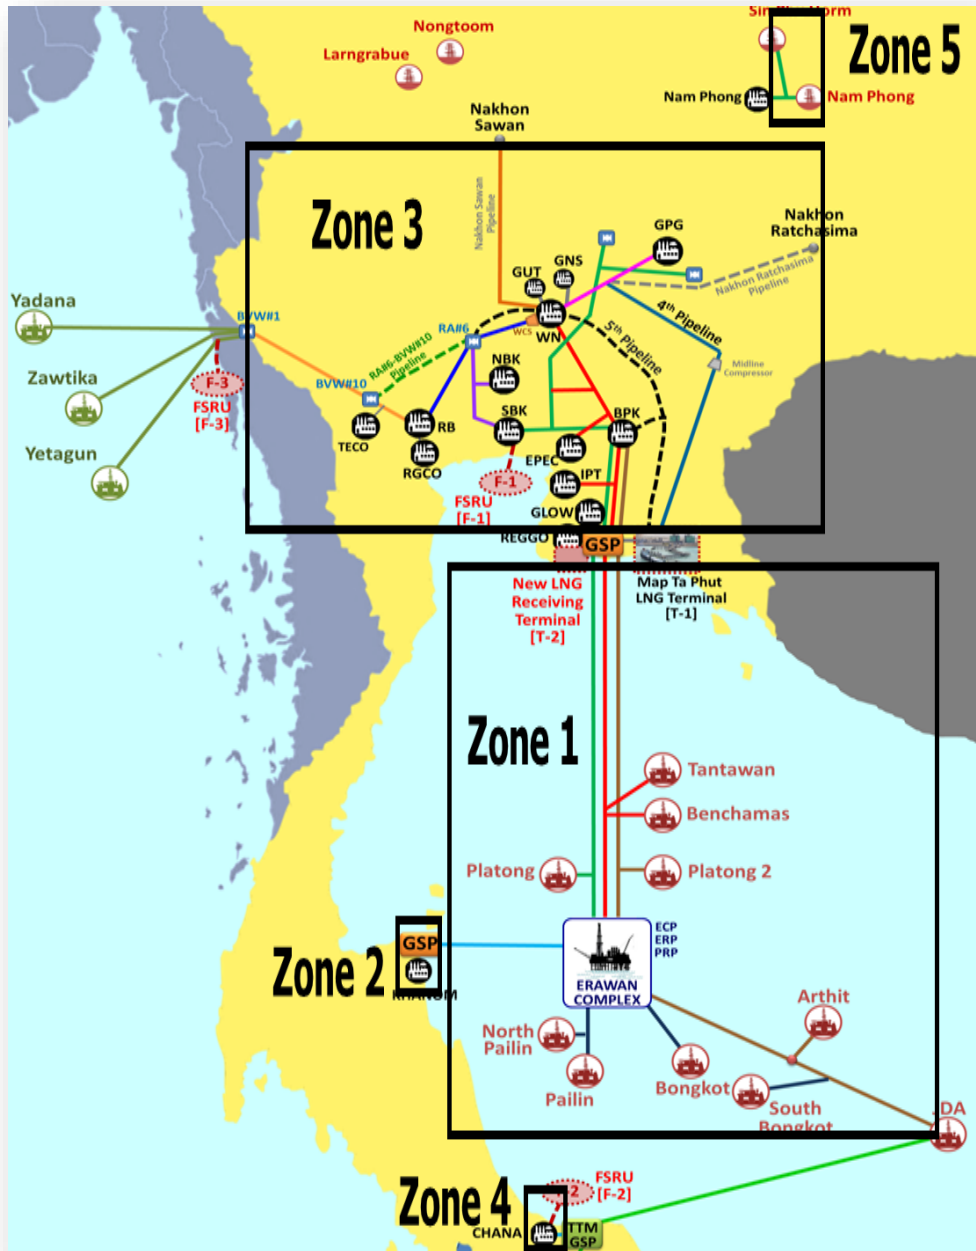 Nongtoom
Larngrabue
Zone 5
Nam Phong
Nam Phong
Nakhon
Sawan
Zone 3
Nakhon Sawan
Pipeline
GPG
Nakhon
Ratchasima
Nakhon Ratchasima
Pipeline
GNS
GUT
WCS
WN
4th Pipeline
5th Pipeline
Midline
Compressor
Yadana
BVW#1
RA#6
RA#6-BVW#10
Pipeline
NBK
Zawtika
F-3
FSRU
[F-3]
BVW#10
TECO
RB
RGCO
SBK
BPK
EPEC
IPT
Yetagun
F-1
FSRU
[F-1]
GLOW
REGGO
GSP
New LNG
Receiving
Terminal
[T-2]
Map Ta Phut
LNG Terminal
[T-1]
Zone 1
Tantawan
Benchamas
Platong
Platong 2
GSP
Zone 2
KHANOM
ECP
ERP
PRP
ERAWAN
COMPLEX
Arthit
North
Pailin
Pailin
Bongkot
South
Bongkot
Zone 4
FSRU
[F-2]
CHANA
TTM
GSP